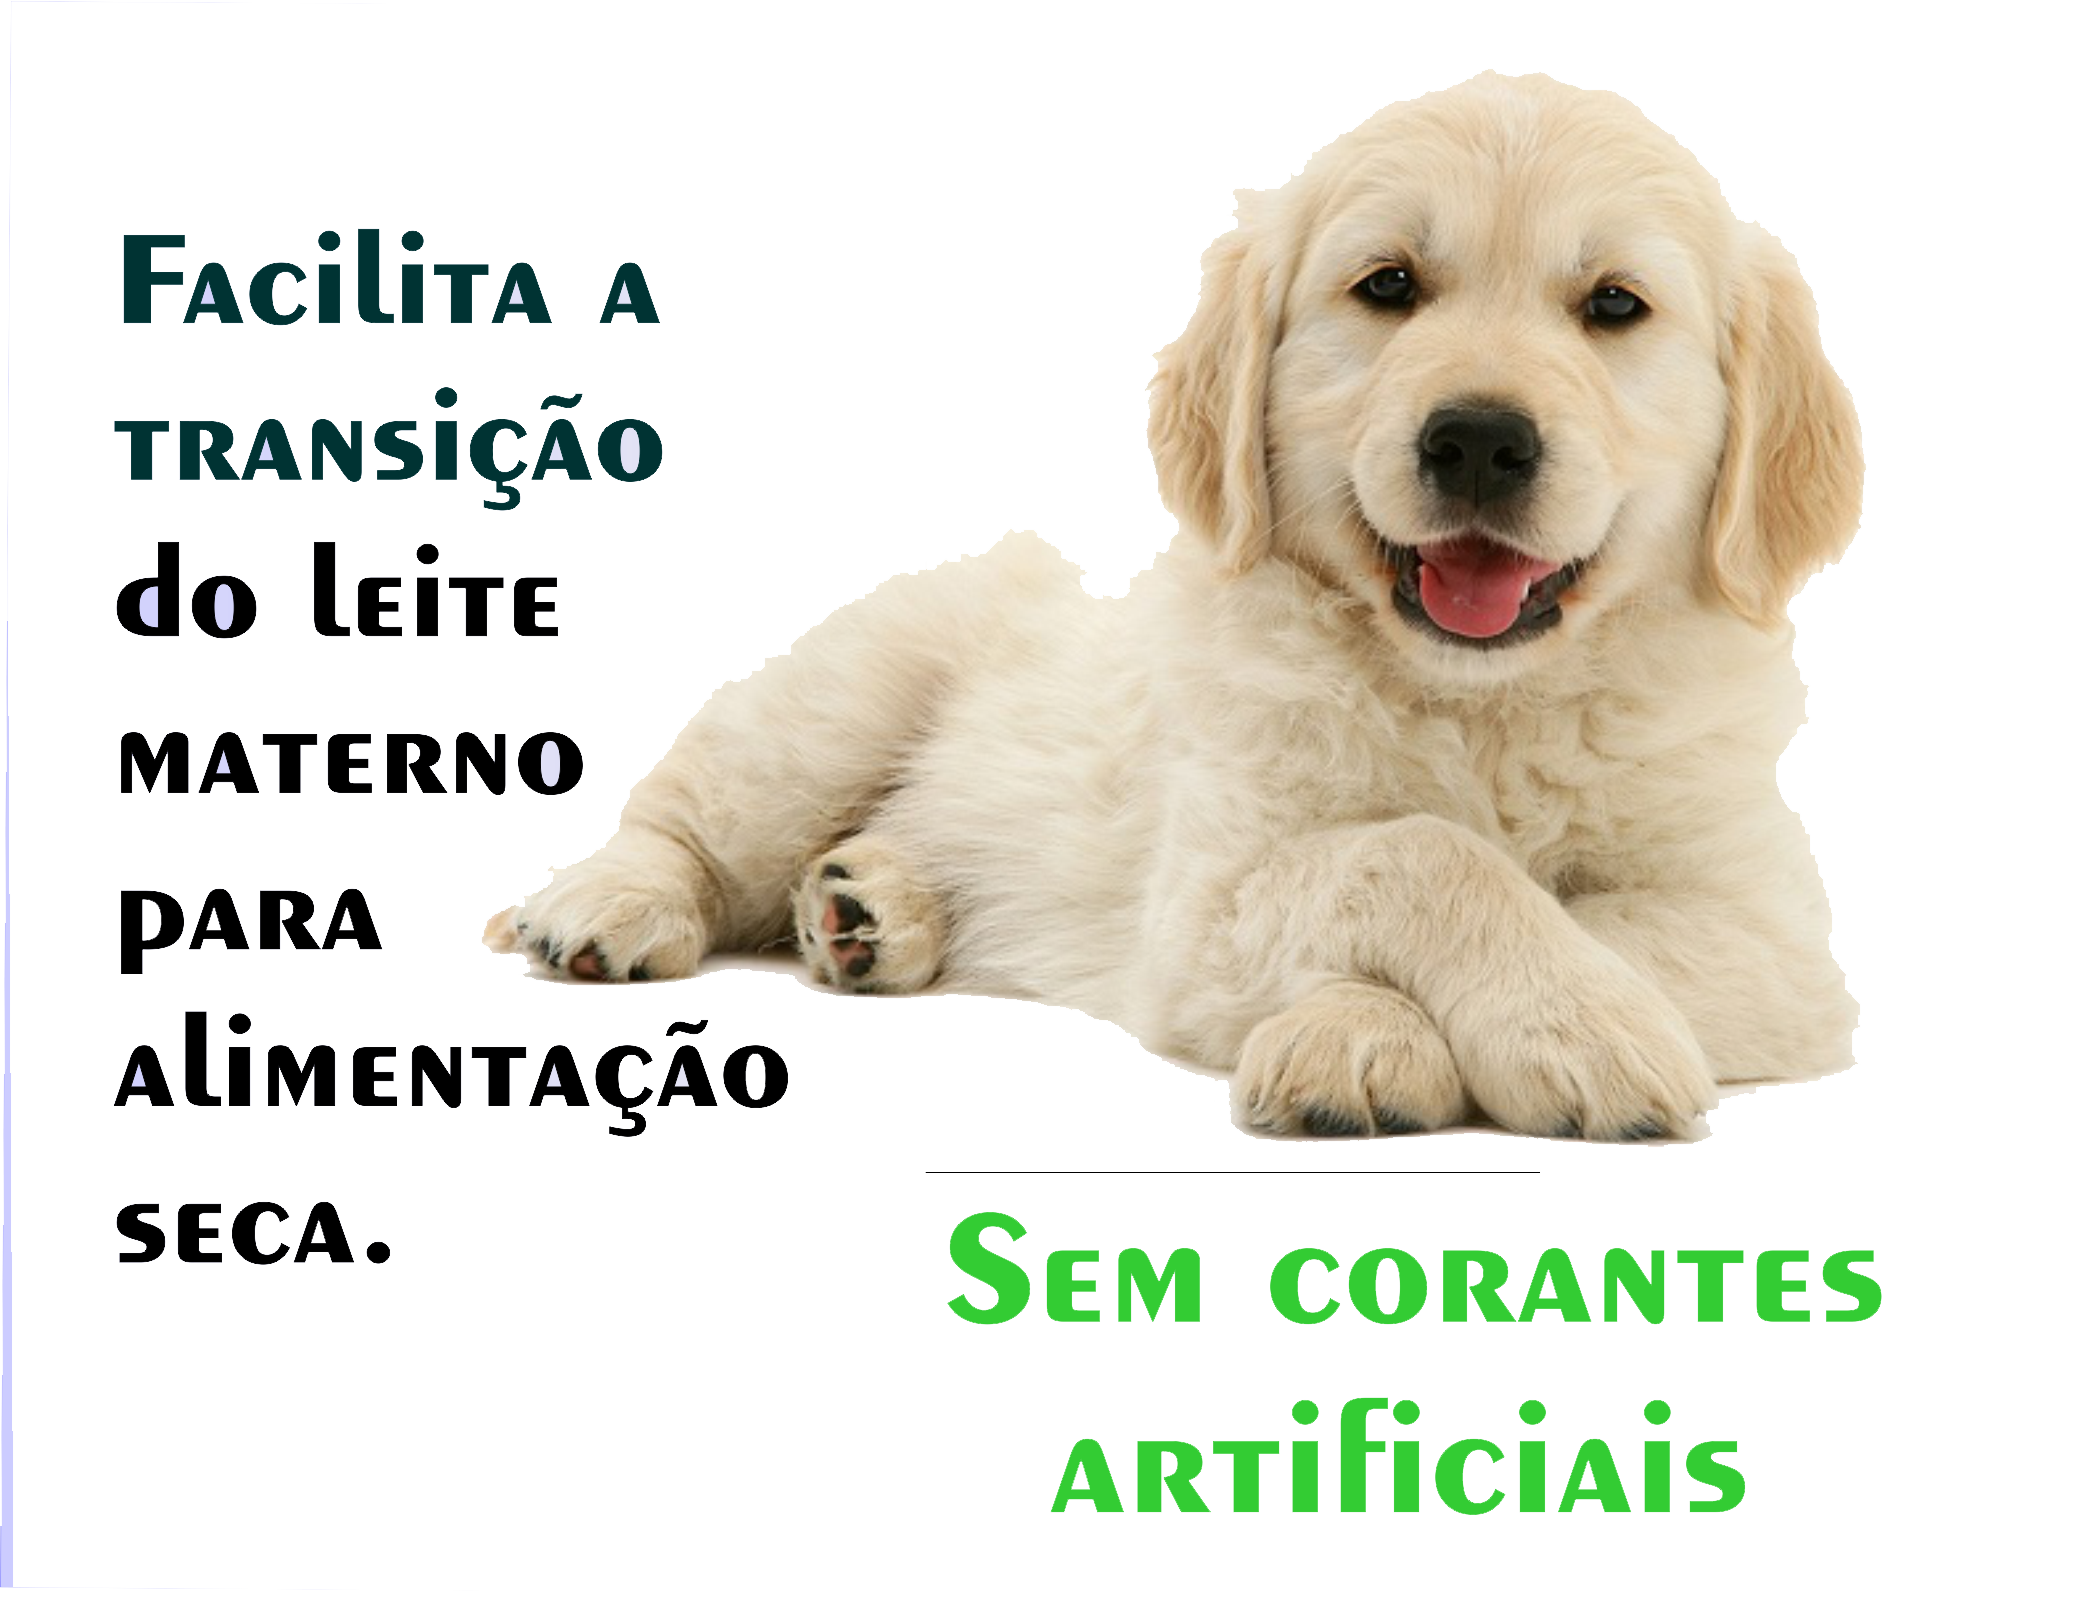 Facilita a
transição
do leite
materno
para
alimentação
seca.
Sem corantes
artificiais